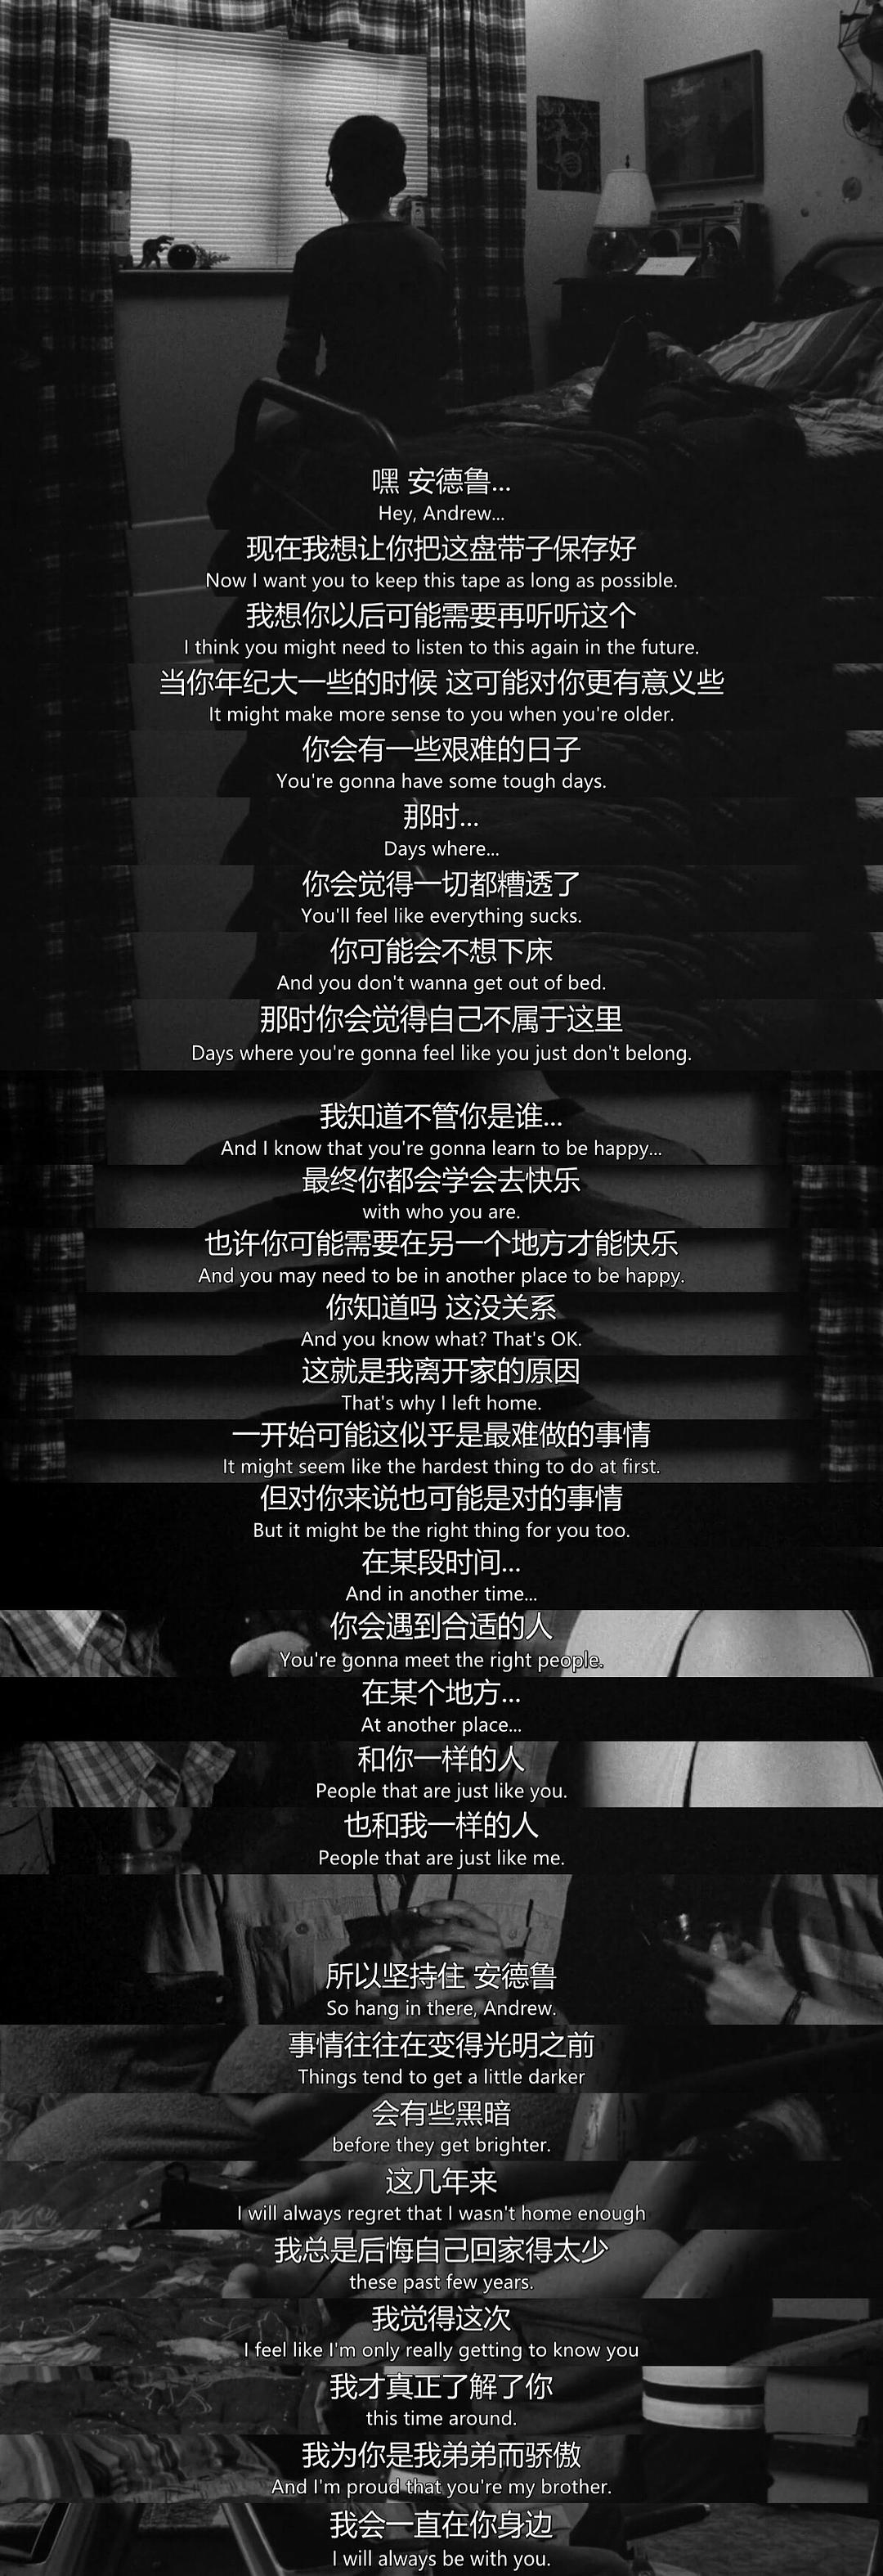 嘿 安德鲁...
Hey, Andrew...
现在我想让你把这盘带子保存好
Now I want you to keep this tape as long as possible.
我想你以后可能需要再听听这个
I think you might need to listen to this again in the future.
当你年纪大一些的时候 这可能对你更有意义些
It might make more sense to you when you're older.
你会有一些艰难的日子
You're gonna have some tough days.
那时...
Days where...
你会觉得一切都糟透了
You'll feel like everything sucks.
你可能会不想下床
And you don't wanna get out of bed.
那时你会觉得自己不属于这里
Days where you're gonna feel like you just don't belong.
我知道不管你是谁...
And I know that you're gonna learn to be happy...
最终你都会学会去快乐
with who you are.
也许你可能需要在另一个地方才能快乐
And you may need to be in another place to be happy.
你知道吗 这没关系
And you know what? That's OK.
这就是我离开家的原因
That's why I left home.
一开始可能这似乎是最难做的事情
It might seem like the hardest thing to do at first.
但对你来说也可能是对的事情
But it might be the right thing for you too.
在某段时间...
And in another time...
你会遇到合适的人
You're gonna meet the right people.
在某个地方...
At another place...
和你一样的人
People that are just like you.
也和我一样的人
People that are just like me.
所以坚持住 安德鲁
So hang in there, Andrew.
事情往往在变得光明之前
Things tend to get a little darker
会有些黑暗
before they get brighter.
这几年来
I will always regret that I wasn't home enough
我总是后悔自己回家得太少
these past few years.
我觉得这次
I feel like I'm only really getting to know you
我才真正了解了你
this time around.
我为你是我弟弟而骄傲
And I'm proud that you're my brother.
我会一直在你身边
I will always be with you.